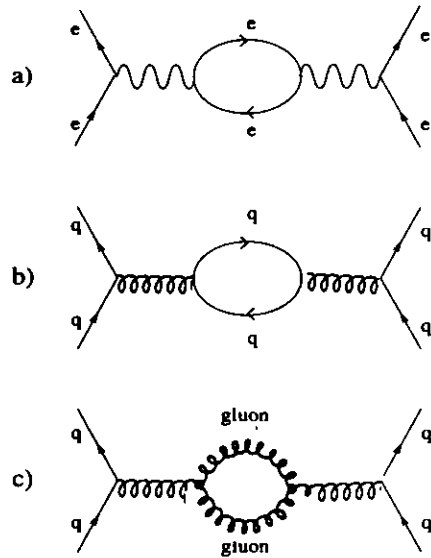 e e
a) e
e e e
q q q
b)
q q q
gluon
q q
c)
q gluon q